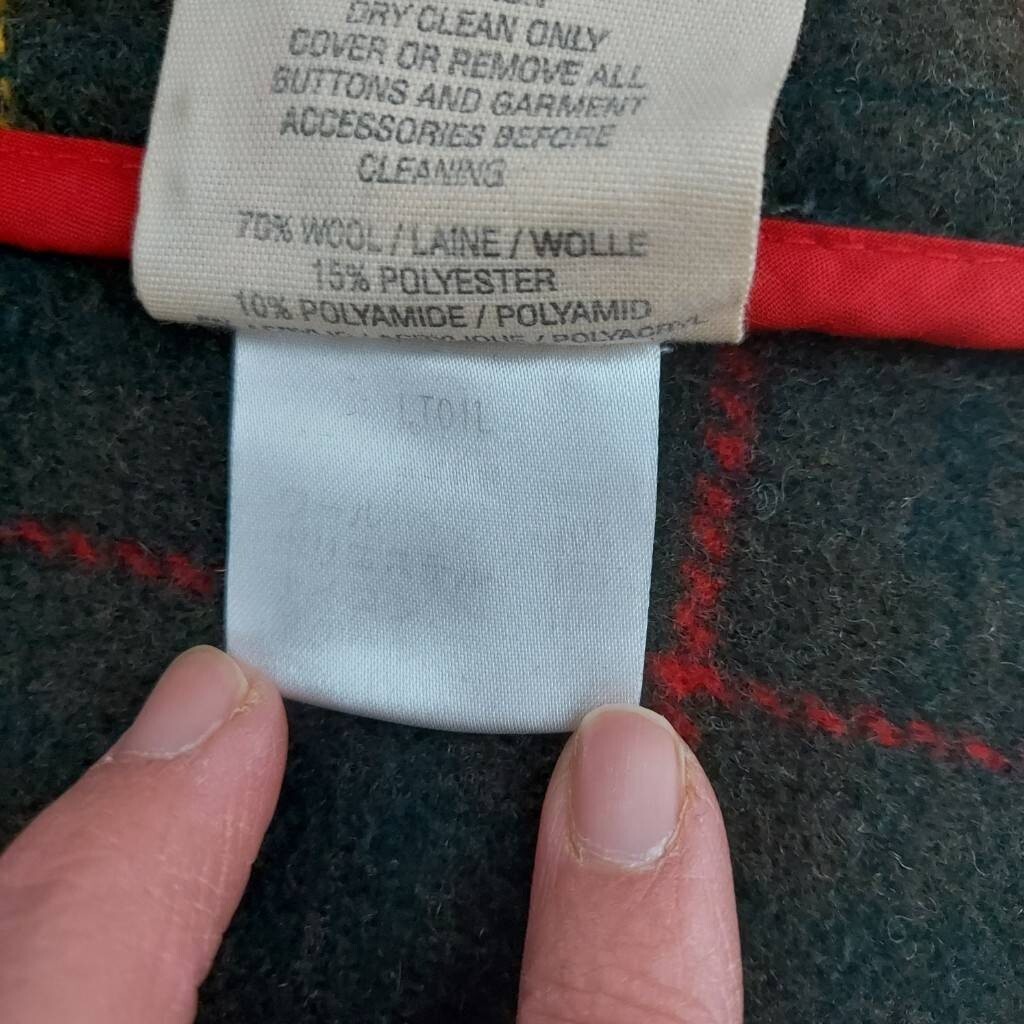 DRY CLEAN ONLY
COVER OR REMOVE ALL
BUTTONS AND GARMENT
ACCESSORIES BEFORE
CLEANING
70% WOOL / LAINE / WOLLE
15% POLYESTER
10% POLYAMIDE / POLYAMID
/ POLYACRYL